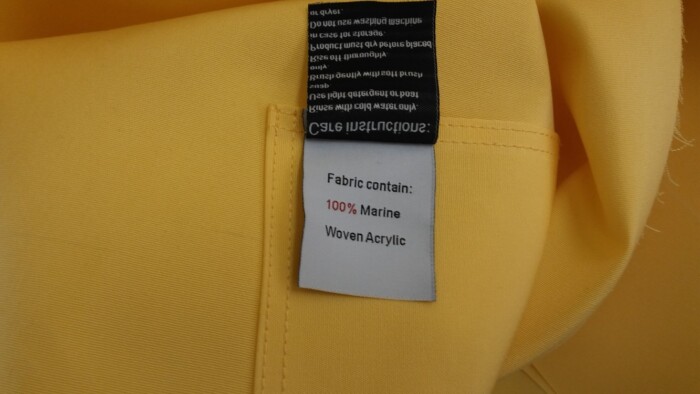 Care instructions:
Rinse with cold water only.
Use light detergent or boat
soap.
Brush gently with soft brush
only.
Rise off thoroughly.
Product must dry before placed
in case for storage.
Do not use washing machine
or dryer.
Fabric contain:
100% Marine
Woven Acrylic